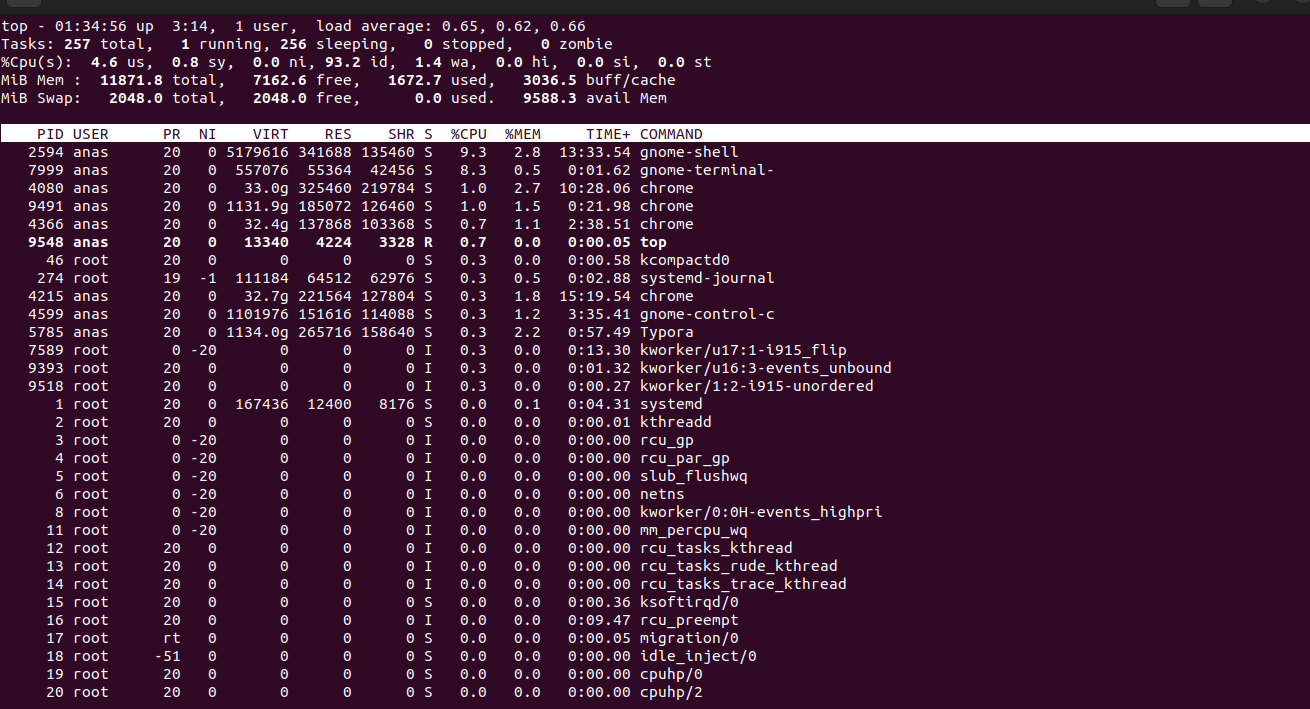 top - 01:34:56 up  3:14,  1 user,  load average: 0.65, 0.62, 0.66
Tasks: 257 total,   1 running, 256 sleeping,   0 stopped,   0 zombie
%Cpu(s):  4.6 us,  0.8 sy,  0.0 ni, 93.2 id,  1.4 wa,  0.0 hi,  0.0 si,  0.0 st
MiB Mem :  11871.8 total,   7162.6 free,   1672.7 used,   3036.5 buff/cache
MiB Swap:   2048.0 total,   2048.0 free,      0.0 used.   9588.3 avail Mem
    PID USER      PR  NI    VIRT    RES    SHR S  %CPU  %MEM     TIME+ COMMAND
   2594 anas      20   0 5179616 341688 135460 S   9.3   2.8  13:33.54 gnome-shell
   7999 anas      20   0  557076  55364  42456 S   8.3   0.5   0:01.62 gnome-terminal-
   4080 anas      20   0   33.0g 325460 219784 S   1.0   2.7  10:28.06 chrome
   9491 anas      20   0 1131.9g 185072 126460 S   1.0   1.5   0:21.98 chrome
   4366 anas      20   0   32.4g 137868 103368 S   0.7   1.1   2:38.51 chrome
   9548 anas      20   0   13340   4224   3328 R   0.7   0.0   0:00.05 top
     46 root      20   0       0      0      0 S   0.3   0.0   0:00.58 kcompactd0
    274 root      19  -1  111184  64512  62976 S   0.3   0.5   0:02.88 systemd-journal
   4215 anas      20   0   32.7g 221564 127804 S   0.3   1.8  15:19.54 chrome
   4599 anas      20   0 1101976 151616 114088 S   0.3   1.2   3:35.41 gnome-control-c
   5785 anas      20   0 1134.0g 265716 158640 S   0.3   2.2   0:57.49 Typora
   7589 root       0 -20       0      0      0 I   0.3   0.0   0:13.30 kworker/u17:1-i915_flip
   9393 root      20   0       0      0      0 I   0.3   0.0   0:01.32 kworker/u16:3-events_unbound
   9518 root      20   0       0      0      0 I   0.3   0.0   0:00.27 kworker/1:2-i915-unordered
      1 root      20   0  167436  12400   8176 S   0.0   0.1   0:04.31 systemd
      2 root      20   0       0      0      0 S   0.0   0.0   0:00.01 kthreadd
      3 root       0 -20       0      0      0 I   0.0   0.0   0:00.00 rcu_gp
      4 root       0 -20       0      0      0 I   0.0   0.0   0:00.00 rcu_par_gp
      5 root       0 -20       0      0      0 I   0.0   0.0   0:00.00 slub_flushwq
      6 root       0 -20       0      0      0 I   0.0   0.0   0:00.00 netns
      8 root       0 -20       0      0      0 I   0.0   0.0   0:00.00 kworker/0:0H-events_highpri
     11 root       0 -20       0      0      0 I   0.0   0.0   0:00.00 mm_percpu_wq
     12 root      20   0       0      0      0 I   0.0   0.0   0:00.00 rcu_tasks_kthread
     13 root      20   0       0      0      0 I   0.0   0.0   0:00.00 rcu_tasks_rude_kthread
     14 root      20   0       0      0      0 I   0.0   0.0   0:00.00 rcu_tasks_trace_kthread
     15 root      20   0       0      0      0 S   0.0   0.0   0:00.36 ksoftirqd/0
     16 root      20   0       0      0      0 I   0.0   0.0   0:09.47 rcu_preempt
     17 root      rt   0       0      0      0 S   0.0   0.0   0:00.05 migration/0
     18 root     -51   0       0      0      0 S   0.0   0.0   0:00.00 idle_inject/0
     19 root      20   0       0      0      0 S   0.0   0.0   0:00.00 cpuhp/0
     20 root      20   0       0      0      0 S   0.0   0.0   0:00.00 cpuhp/2